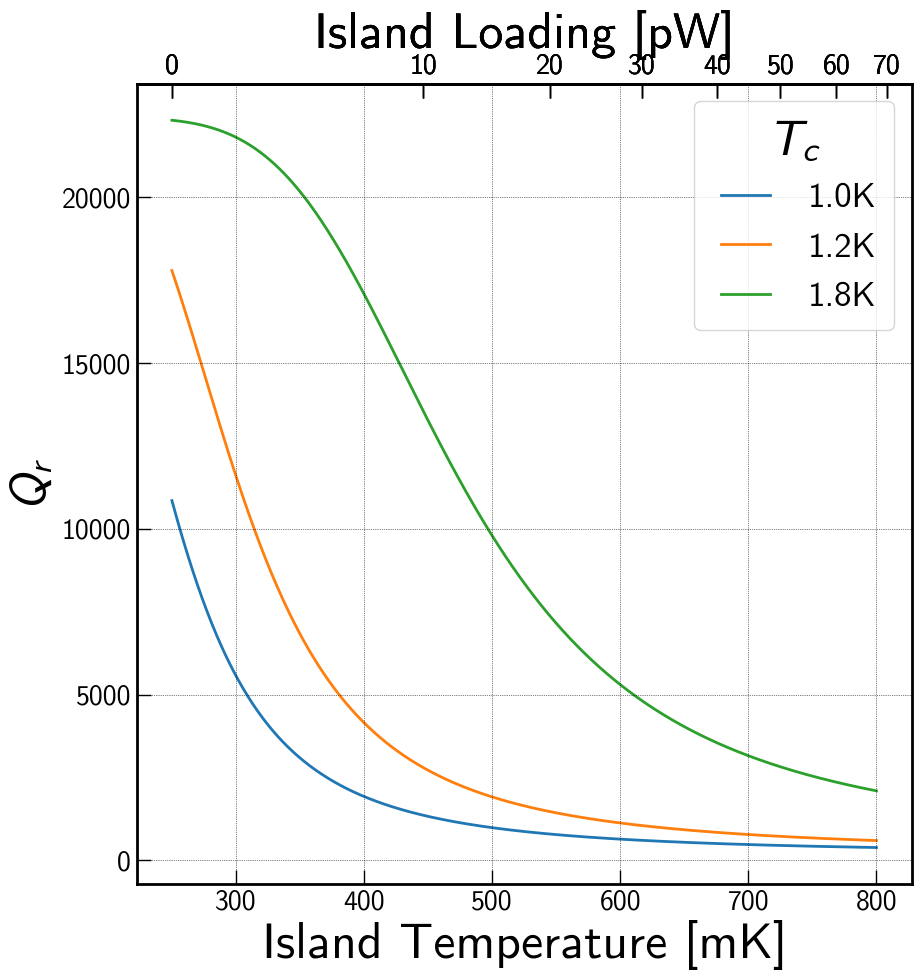 Island Loading [pW]
0 10 20 30 40 50 60 70
T_c
1.0K
1.2K
1.8K
20000
15000
10000
5000
0
Q_r
300 400 500 600 700 800
Island Temperature [mK]